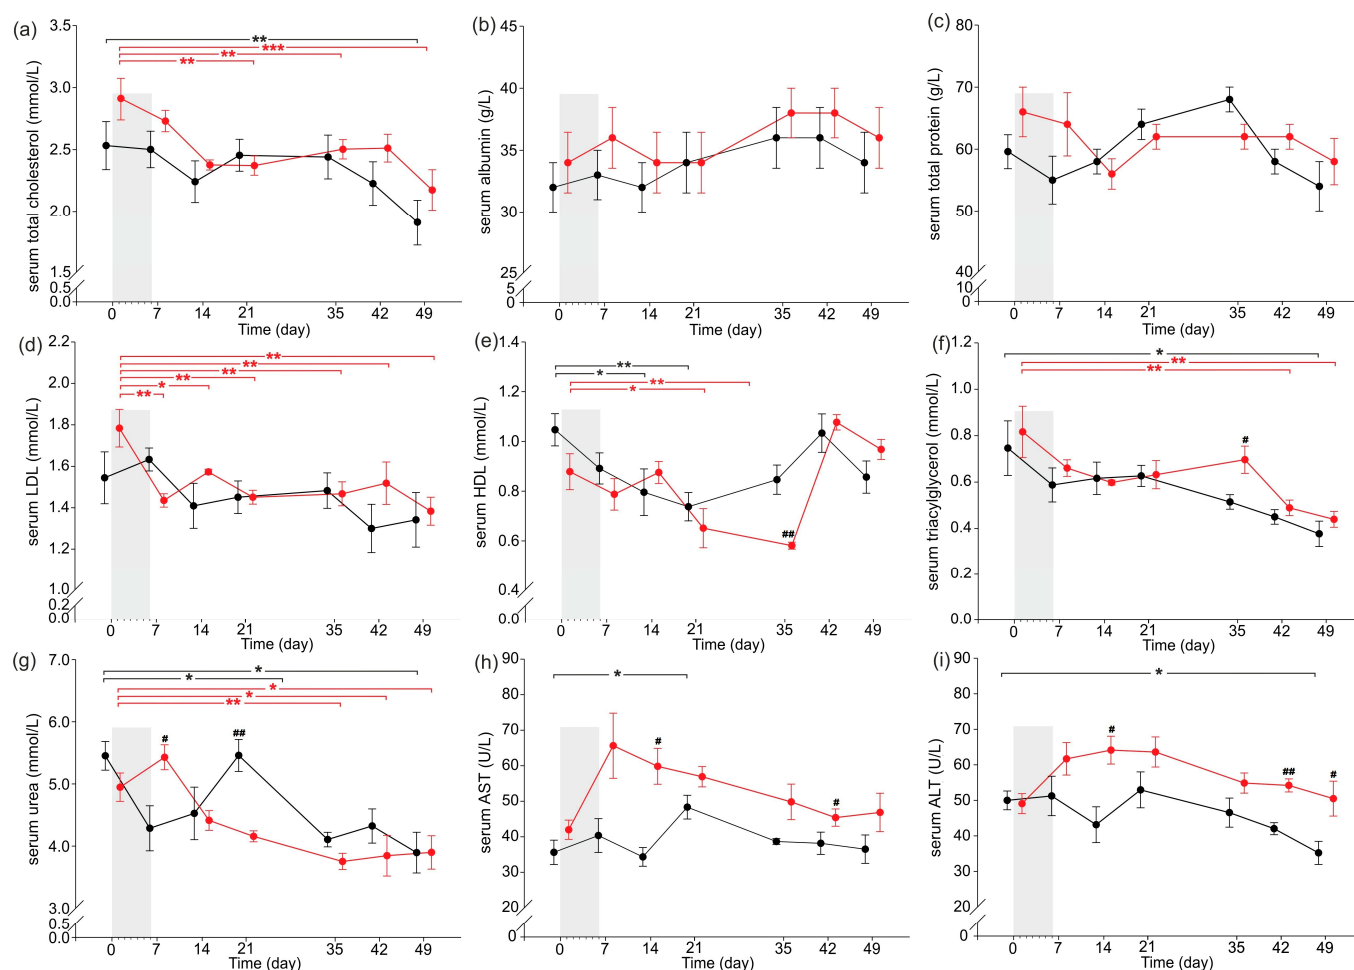 (a)
serum total cholesterol (mmol/L)
3.5
3.0
2.5
2.0
1.5
0.5
0.0
**
***
**
**
0 7 14 21 35 42 49
Time (day)
(b)
serum albumin (g/L)
45
40
35
30
25
5
0
0 7 14 21 35 42 49
Time (day)
(c)
serum total protein (g/L)
80
70
60
50
40
10
0
0 7 14 21 35 42 49
Time (day)
(d)
serum LDL (mmol/L)
2.2
2.0
1.8
1.6
1.4
1.2
1.0
0.2
0.0
**
**
**
**
*
**
0 7 14 21 35 42 49
Time (day)
(e)
serum HDL (mmol/L)
1.4
1.2
1.0
0.8
0.6
0.4
0.0
**
*
**
*
##
0 7 14 21 35 42 49
Time (day)
(f)
serum triacylglycerol (mmol/L)
1.2
1.0
0.8
0.6
0.4
0.2
0.0
*
**
**
#
0 7 14 21 35 42 49
Time (day)
(g)
serum urea (mmol/L)
7.0
6.0
5.0
4.0
3.0
0.5
0.0
*
*
*
*
**
#
##
0 7 14 21 35 42 49
Time (day)
(h)
serum AST (U/L)
90
80
70
60
50
40
30
20
0
*
#
#
0 7 14 21 35 42 49
Time (day)
(i)
serum ALT (U/L)
90
80
70
60
50
40
30
20
0
*
#
##
#
0 7 14 21 35 42 49
Time (day)